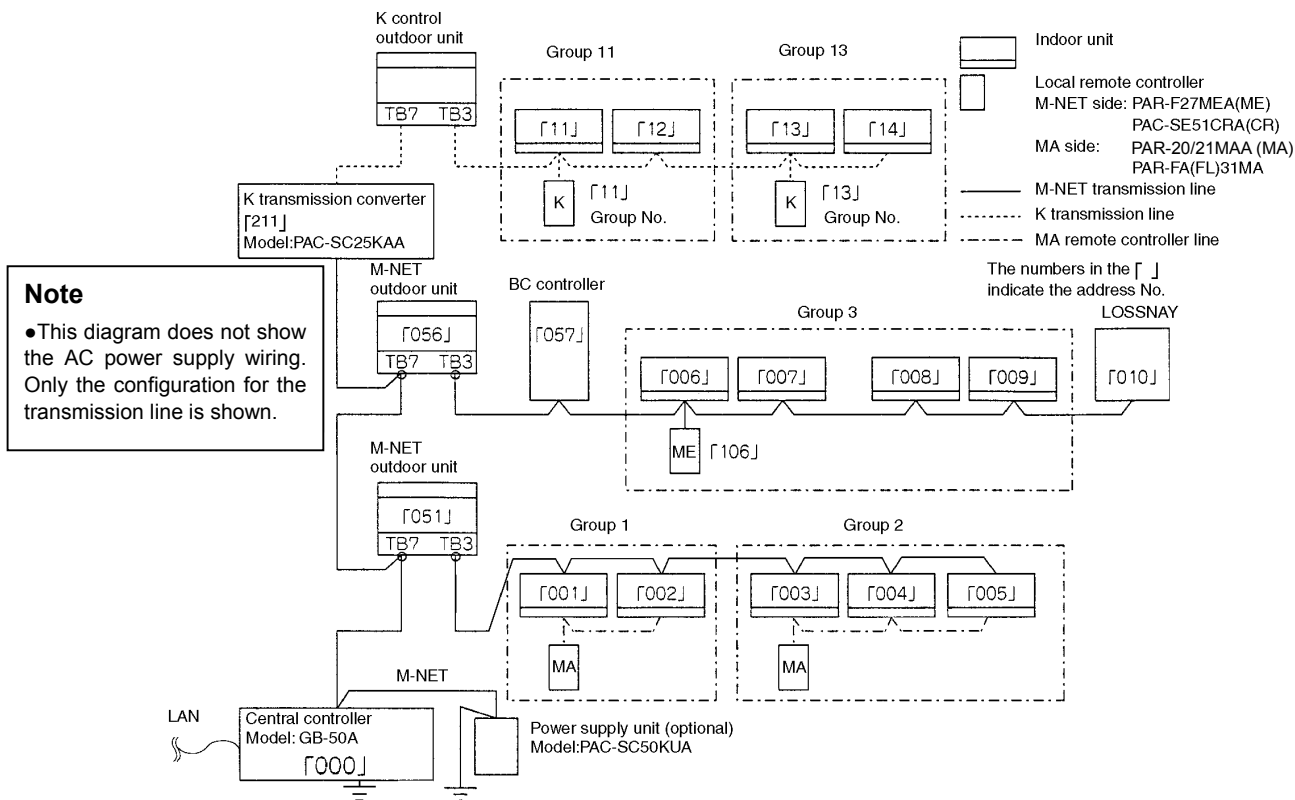 K control
outdoor unit
TB7 TB3
Group 11
Group 13
「11」
「12」
「13」
「14」
K
「11」
Group No.
K
「13」
Group No.
Indoor unit
Local remote controller
M-NET side: PAR-F27MEA(ME)
PAC-SE51CRA(CR)
MA side: PAR-20/21MAA (MA)
PAR-FA(FL)31MA
M-NET transmission line
K transmission line
MA remote controller line
The numbers in the「 」
indicate the address No.
K transmission converter
「211」
Model:PAC-SC25KAA
Note
●This diagram does not show
the AC power supply wiring.
Only the configuration for the
transmission line is shown.
M-NET
outdoor unit
「056」
TB7 TB3
BC controller
「057」
Group 3
「006」
「007」
「008」
「009」
ME
「106」
LOSSNAY
「010」
M-NET
outdoor unit
「051」
TB7 TB3
Group 1
Group 2
「001」
「002」
「003」
「004」
「005」
MA
MA
M-NET
LAN
Central controller
Model: GB-50A
「000」
Power supply unit (optional)
Model:PAC-SC50KUA